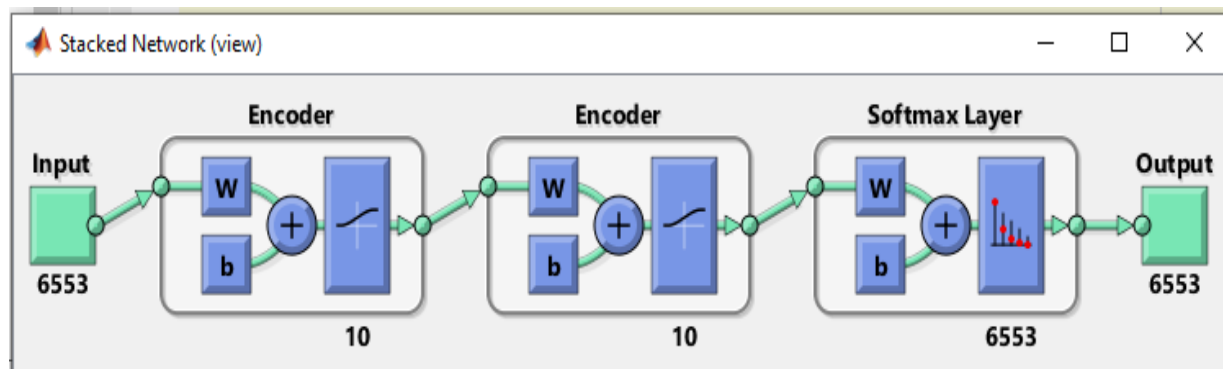 Stacked Network (view)
Encoder Encoder Softmax Layer
Input Output
W W W
+ + +
b b b
6553 6553
10 10 6553